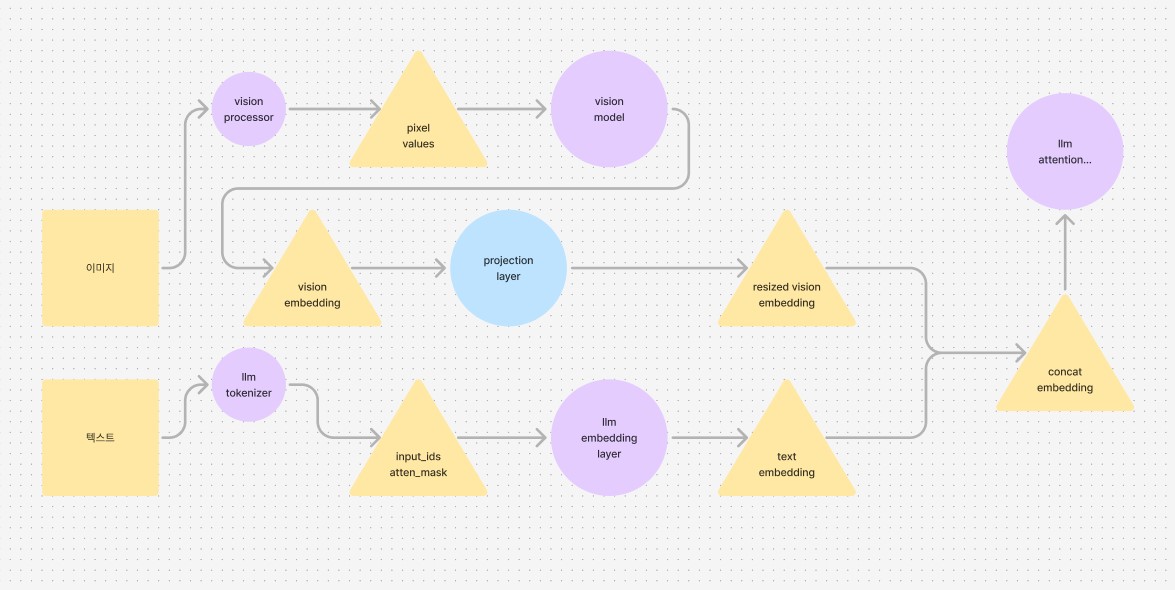 vision
processor
pixel
values
vision
model
llm
attention...
이미지
vision
embedding
projection
layer
resized vision
embedding
concat
embedding
텍스트
llm
tokenizer
input_ids
atten_mask
llm
embedding
layer
text
embedding